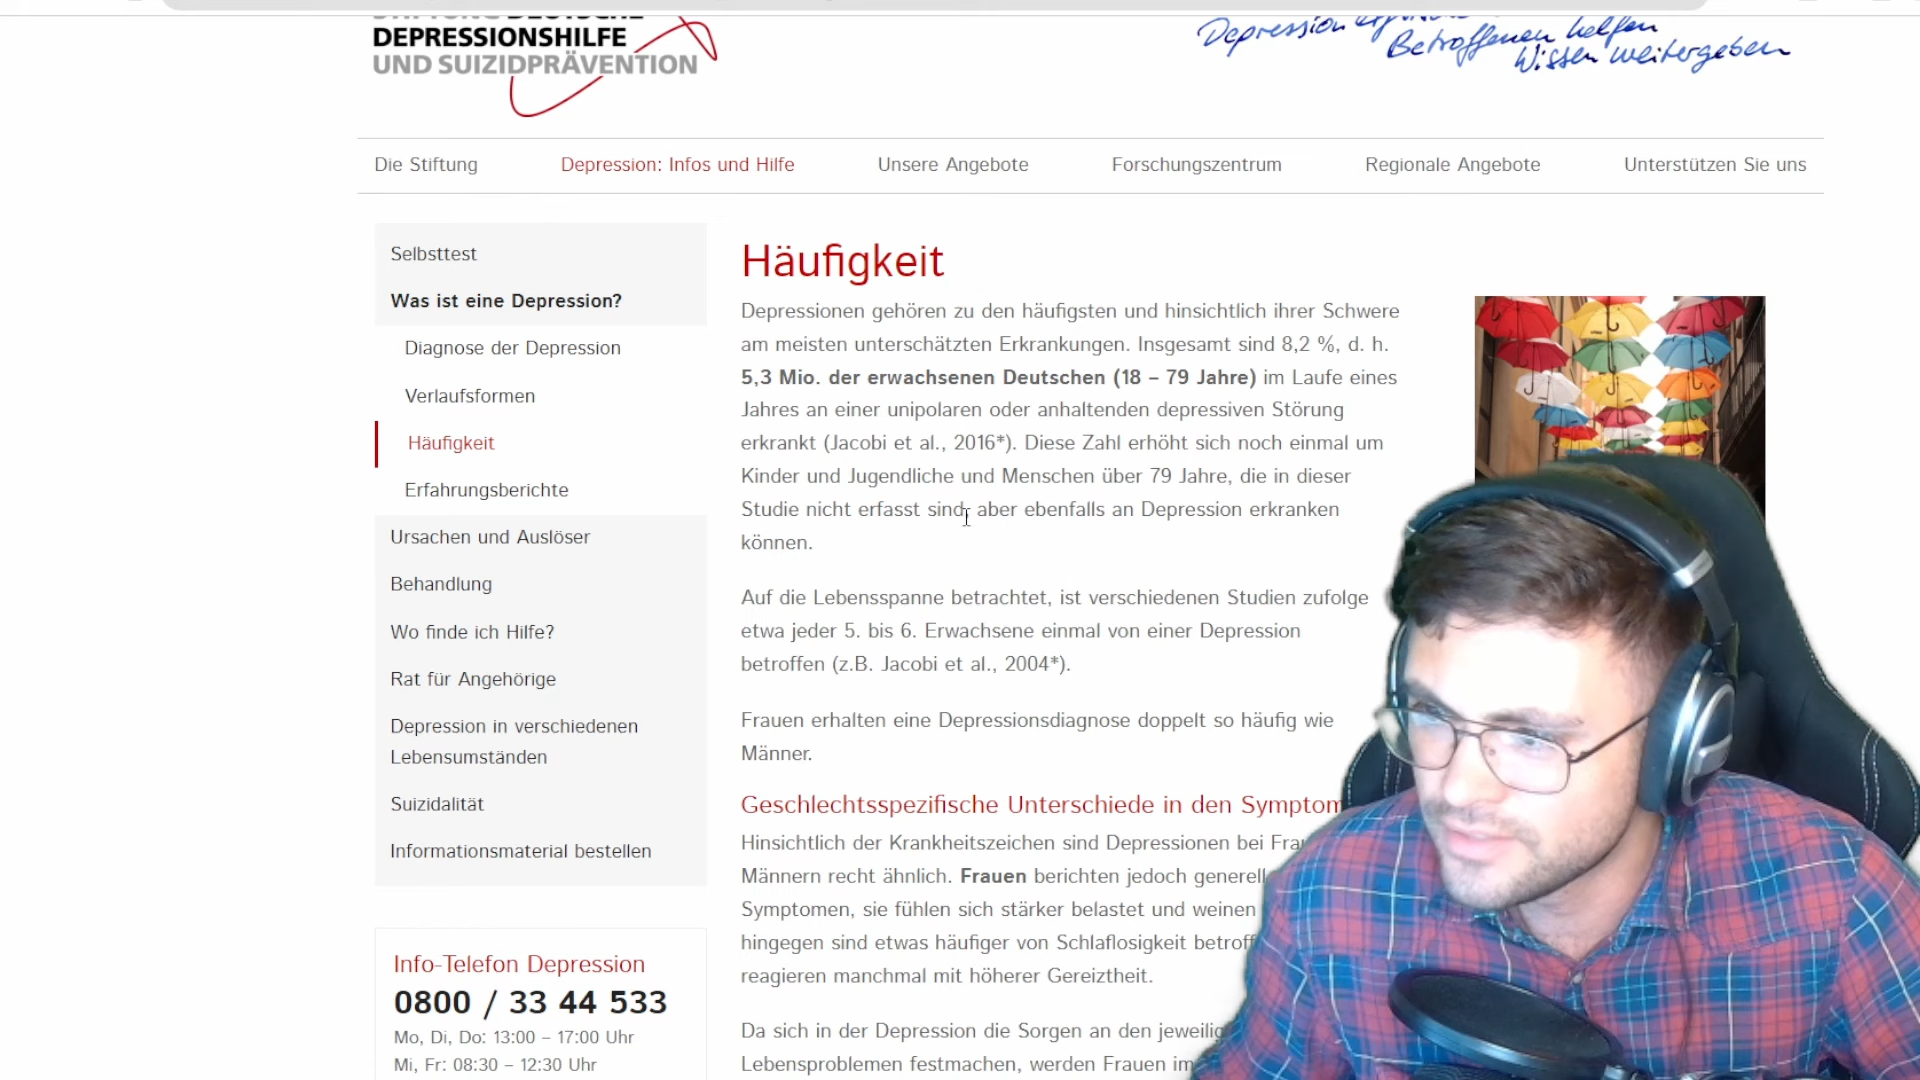 STIFTUNG DEUTSCHE
DEPRESSIONSHILFE
UND SUIZIDPRÄVENTION
Depression
Betroffenen helfen
Wissen weitergeben
Die Stiftung
Depression: Infos und Hilfe
Unsere Angebote
Forschungszentrum
Regionale Angebote
Unterstützen Sie uns
Selbsttest
Was ist eine Depression?
Diagnose der Depression
Verlaufsformen
Häufigkeit
Erfahrungsberichte
Ursachen und Auslöser
Behandlung
Wo finde ich Hilfe?
Rat für Angehörige
Depression in verschiedenen
Lebensumständen
Suizidalität
Informationsmaterial bestellen
Info-Telefon Depression
0800 / 33 44 533
Mo, Di, Do: 13:00 – 17:00 Uhr
Mi, Fr: 08:30 – 12:30 Uhr
Häufigkeit
Depressionen gehören zu den häufigsten und hinsichtlich ihrer Schwere
am meisten unterschätzten Erkrankungen. Insgesamt sind 8,2 %, d. h.
5,3 Mio. der erwachsenen Deutschen (18 – 79 Jahre) im Laufe eines
Jahres an einer unipolaren oder anhaltenden depressiven Störung
erkrankt (Jacobi et al., 2016*). Diese Zahl erhöht sich noch einmal um
Kinder und Jugendliche und Menschen über 79 Jahre, die in dieser
Studie nicht erfasst sind, aber ebenfalls an Depression erkranken
können.
Auf die Lebensspanne betrachtet, ist verschiedenen Studien zufolge
etwa jeder 5. bis 6. Erwachsene einmal von einer Depression
betroffen (z.B. Jacobi et al., 2004*).
Frauen erhalten eine Depressionsdiagnose doppelt so häufig wie
Männer.
Geschlechtsspezifische Unterschiede in den Symptom
Hinsichtlich der Krankheitszeichen sind Depressionen bei Frau
Männern recht ähnlich. Frauen berichten jedoch generell
Symptomen, sie fühlen sich stärker belastet und weinen
hingegen sind etwas häufiger von Schlaflosigkeit betroff
reagieren manchmal mit höherer Gereiztheit.
Da sich in der Depression die Sorgen an den jeweilig
Lebensproblemen festmachen, werden Frauen im